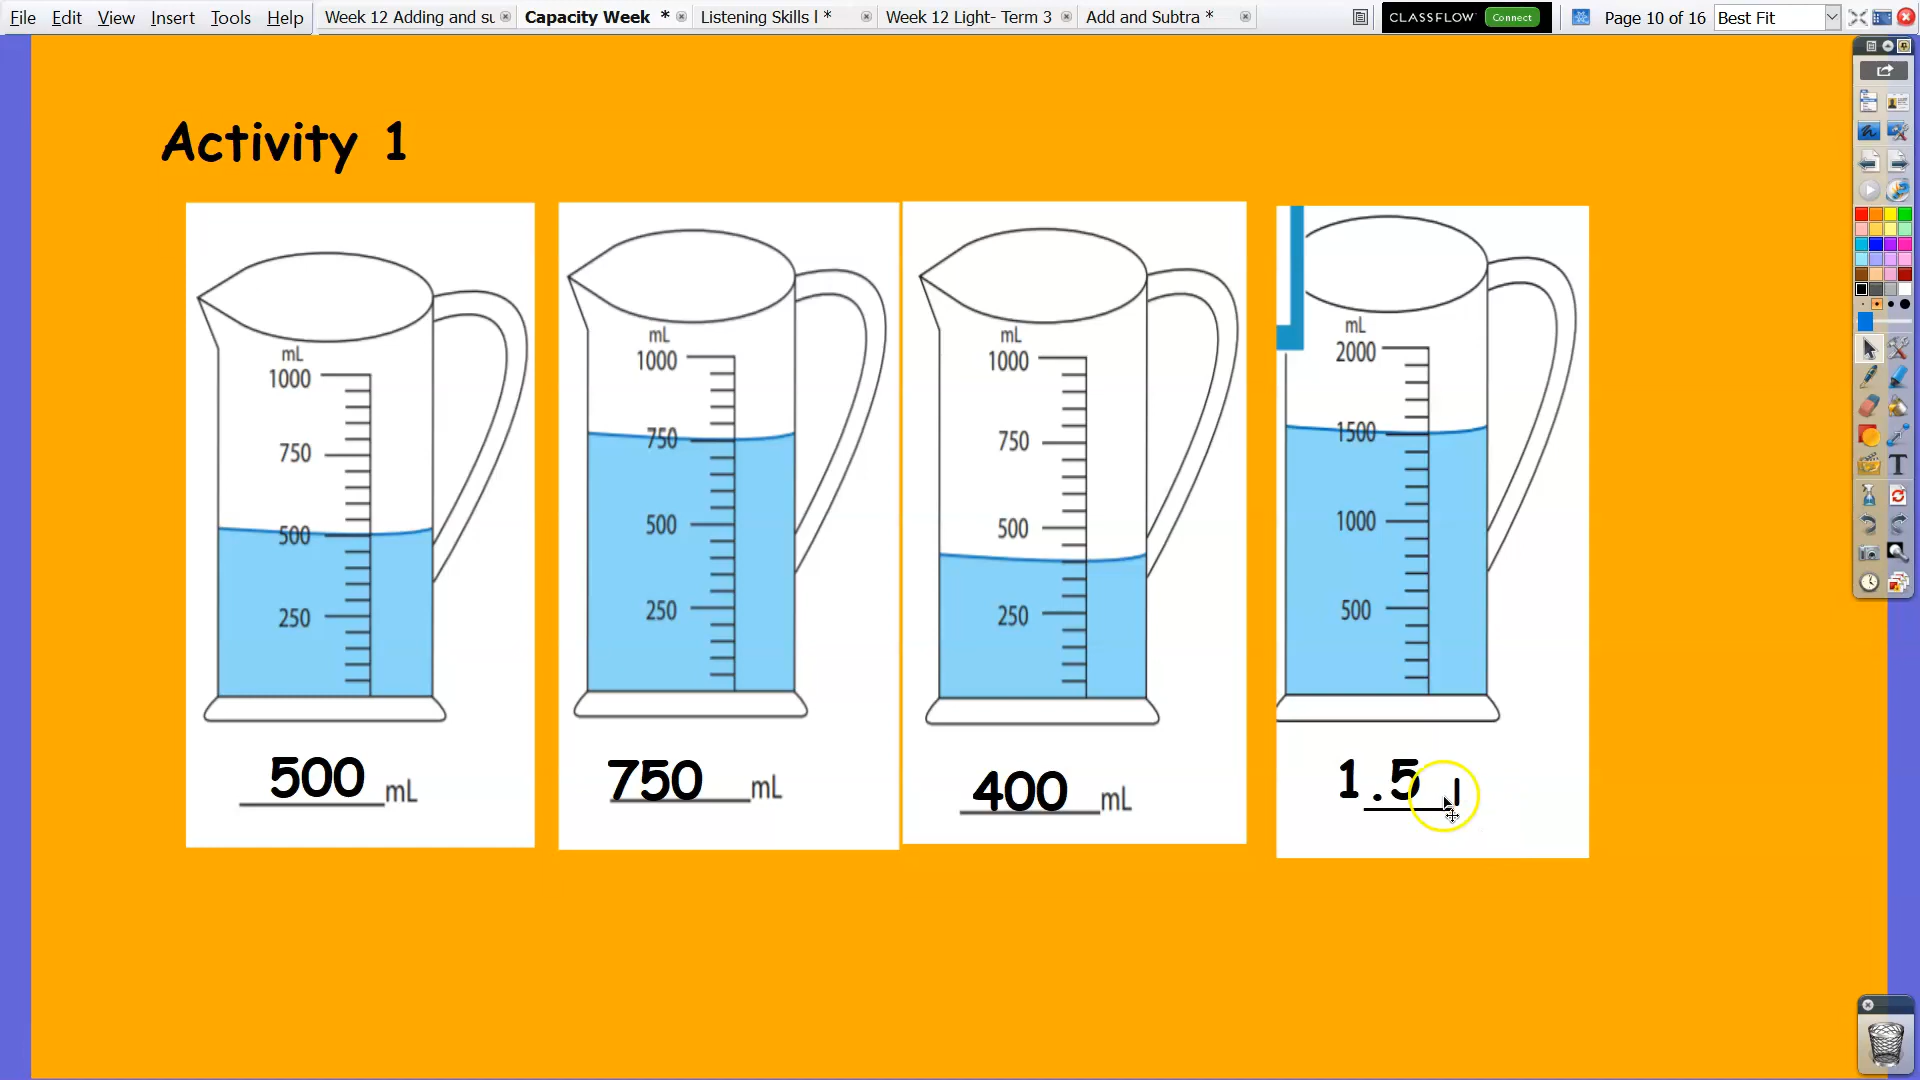 File Edit View Insert Tools Help Week 12 Adding and su Capacity Week * Listening Skills l * Week 12 Light- Term 3 Add and Subtra * CLASSFLOW Connect Page 10 of 16 Best Fit
Activity 1
mL
1000
750
500
250
500 mL
mL
1000
750
500
250
750 mL
mL
1000
750
500
250
400 mL
mL
2000
1500
1000
500
1.5 l
T